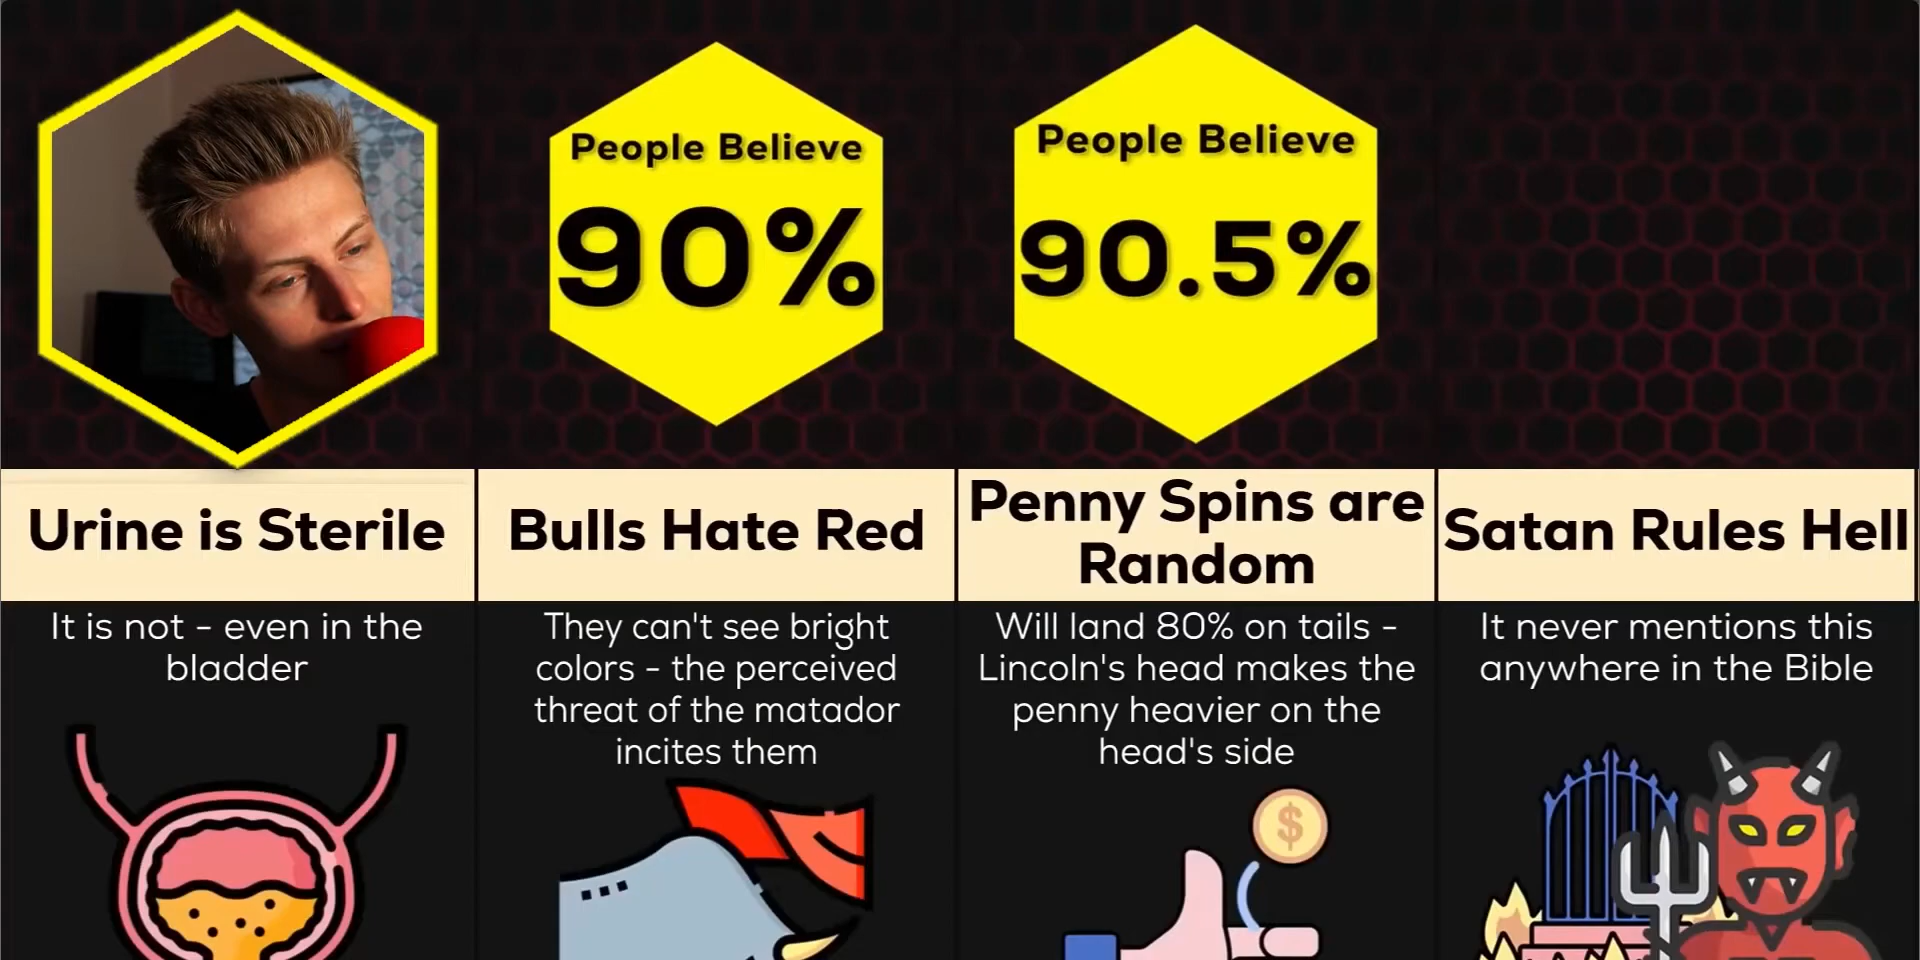 People Believe
90%
People Believe
90.5%
Urine is Sterile
Bulls Hate Red
Penny Spins are
Random
Satan Rules Hell
It is not - even in the
bladder
They can't see bright
colors - the perceived
threat of the matador
incites them
Will land 80% on tails -
Lincoln's head makes the
penny heavier on the
head's side
It never mentions this
anywhere in the Bible
$